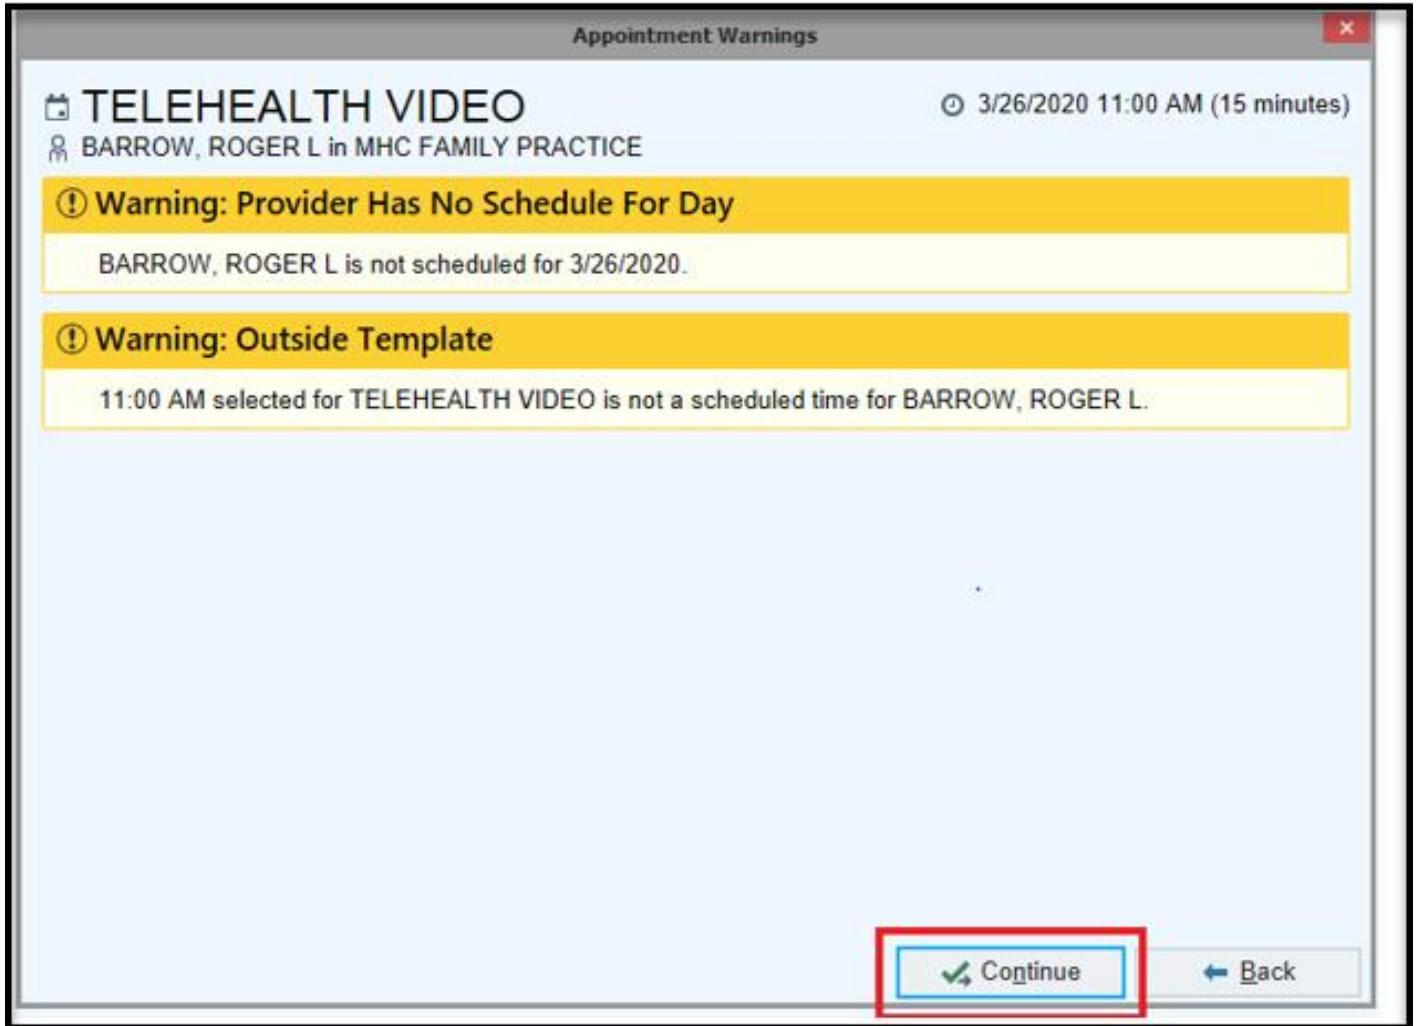 Appointment Warnings
TELEHEALTH VIDEO
3/26/2020 11:00 AM (15 minutes)
BARROW, ROGER L in MHC FAMILY PRACTICE
Warning: Provider Has No Schedule For Day
BARROW, ROGER L is not scheduled for 3/26/2020.
Warning: Outside Template
11:00 AM selected for TELEHEALTH VIDEO is not a scheduled time for BARROW, ROGER L.
Continue
Back